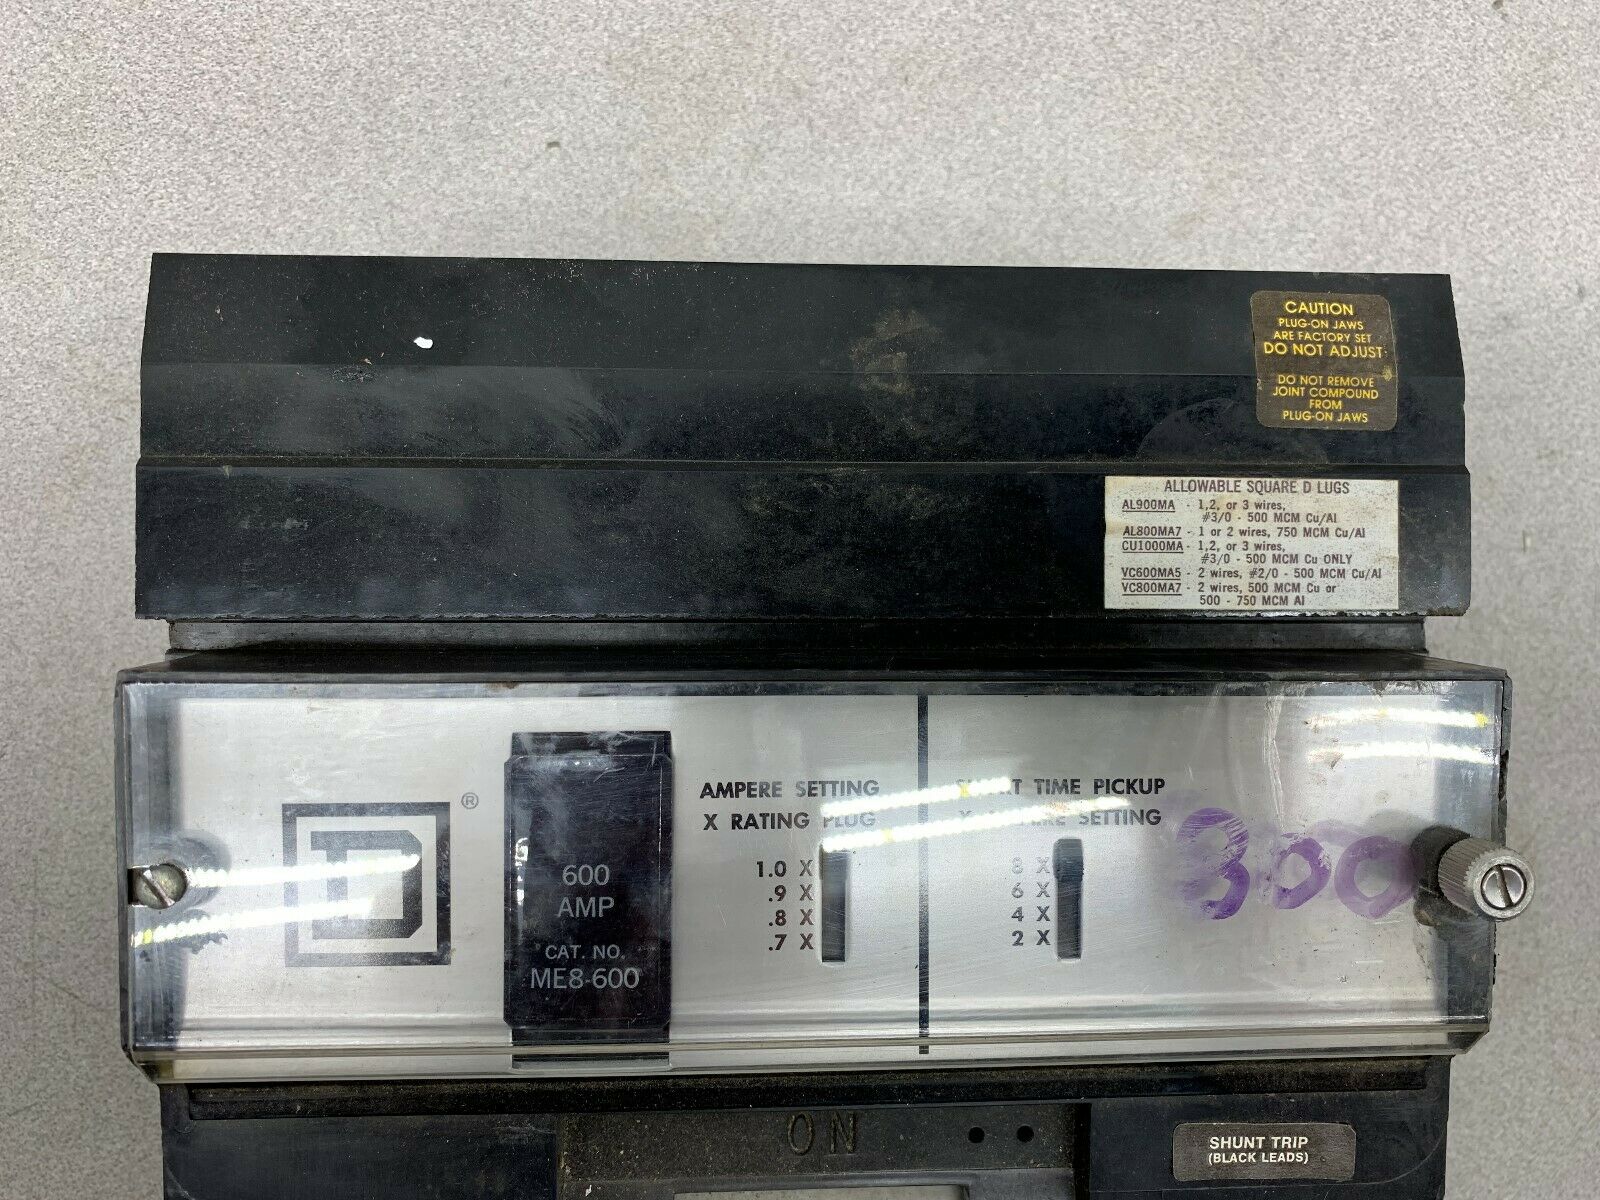 CAUTION
PLUG-ON JAWS
ARE FACTORY SET
DO NOT ADJUST
DO NOT REMOVE
JOINT COMPOUND
FROM
PLUG-ON JAWS
ALLOWABLE SQUARE D LUGS
AL900MA - 1,2, or 3 wires,
#3/0 - 500 MCM Cu/Al
AL800MA7 - 1 or 2 wires, 750 MCM Cu/Al
CU1000MA - 1,2, or 3 wires,
#3/0 - 500 MCM Cu ONLY
VC600MA5 - 2 wires, #2/0 - 500 MCM Cu/Al
VC800MA7 - 2 wires, 500 MCM Cu or
500 - 750 MCM Al
D ®
600
AMP
CAT. NO.
ME8-600
AMPERE SETTING
X RATING PLUG
1.0 X
.9 X
.8 X
.7 X
TIME PICKUP
X SETTING
8 X
6 X
4 X
2 X
300
ON
SHUNT TRIP
(BLACK LEADS)